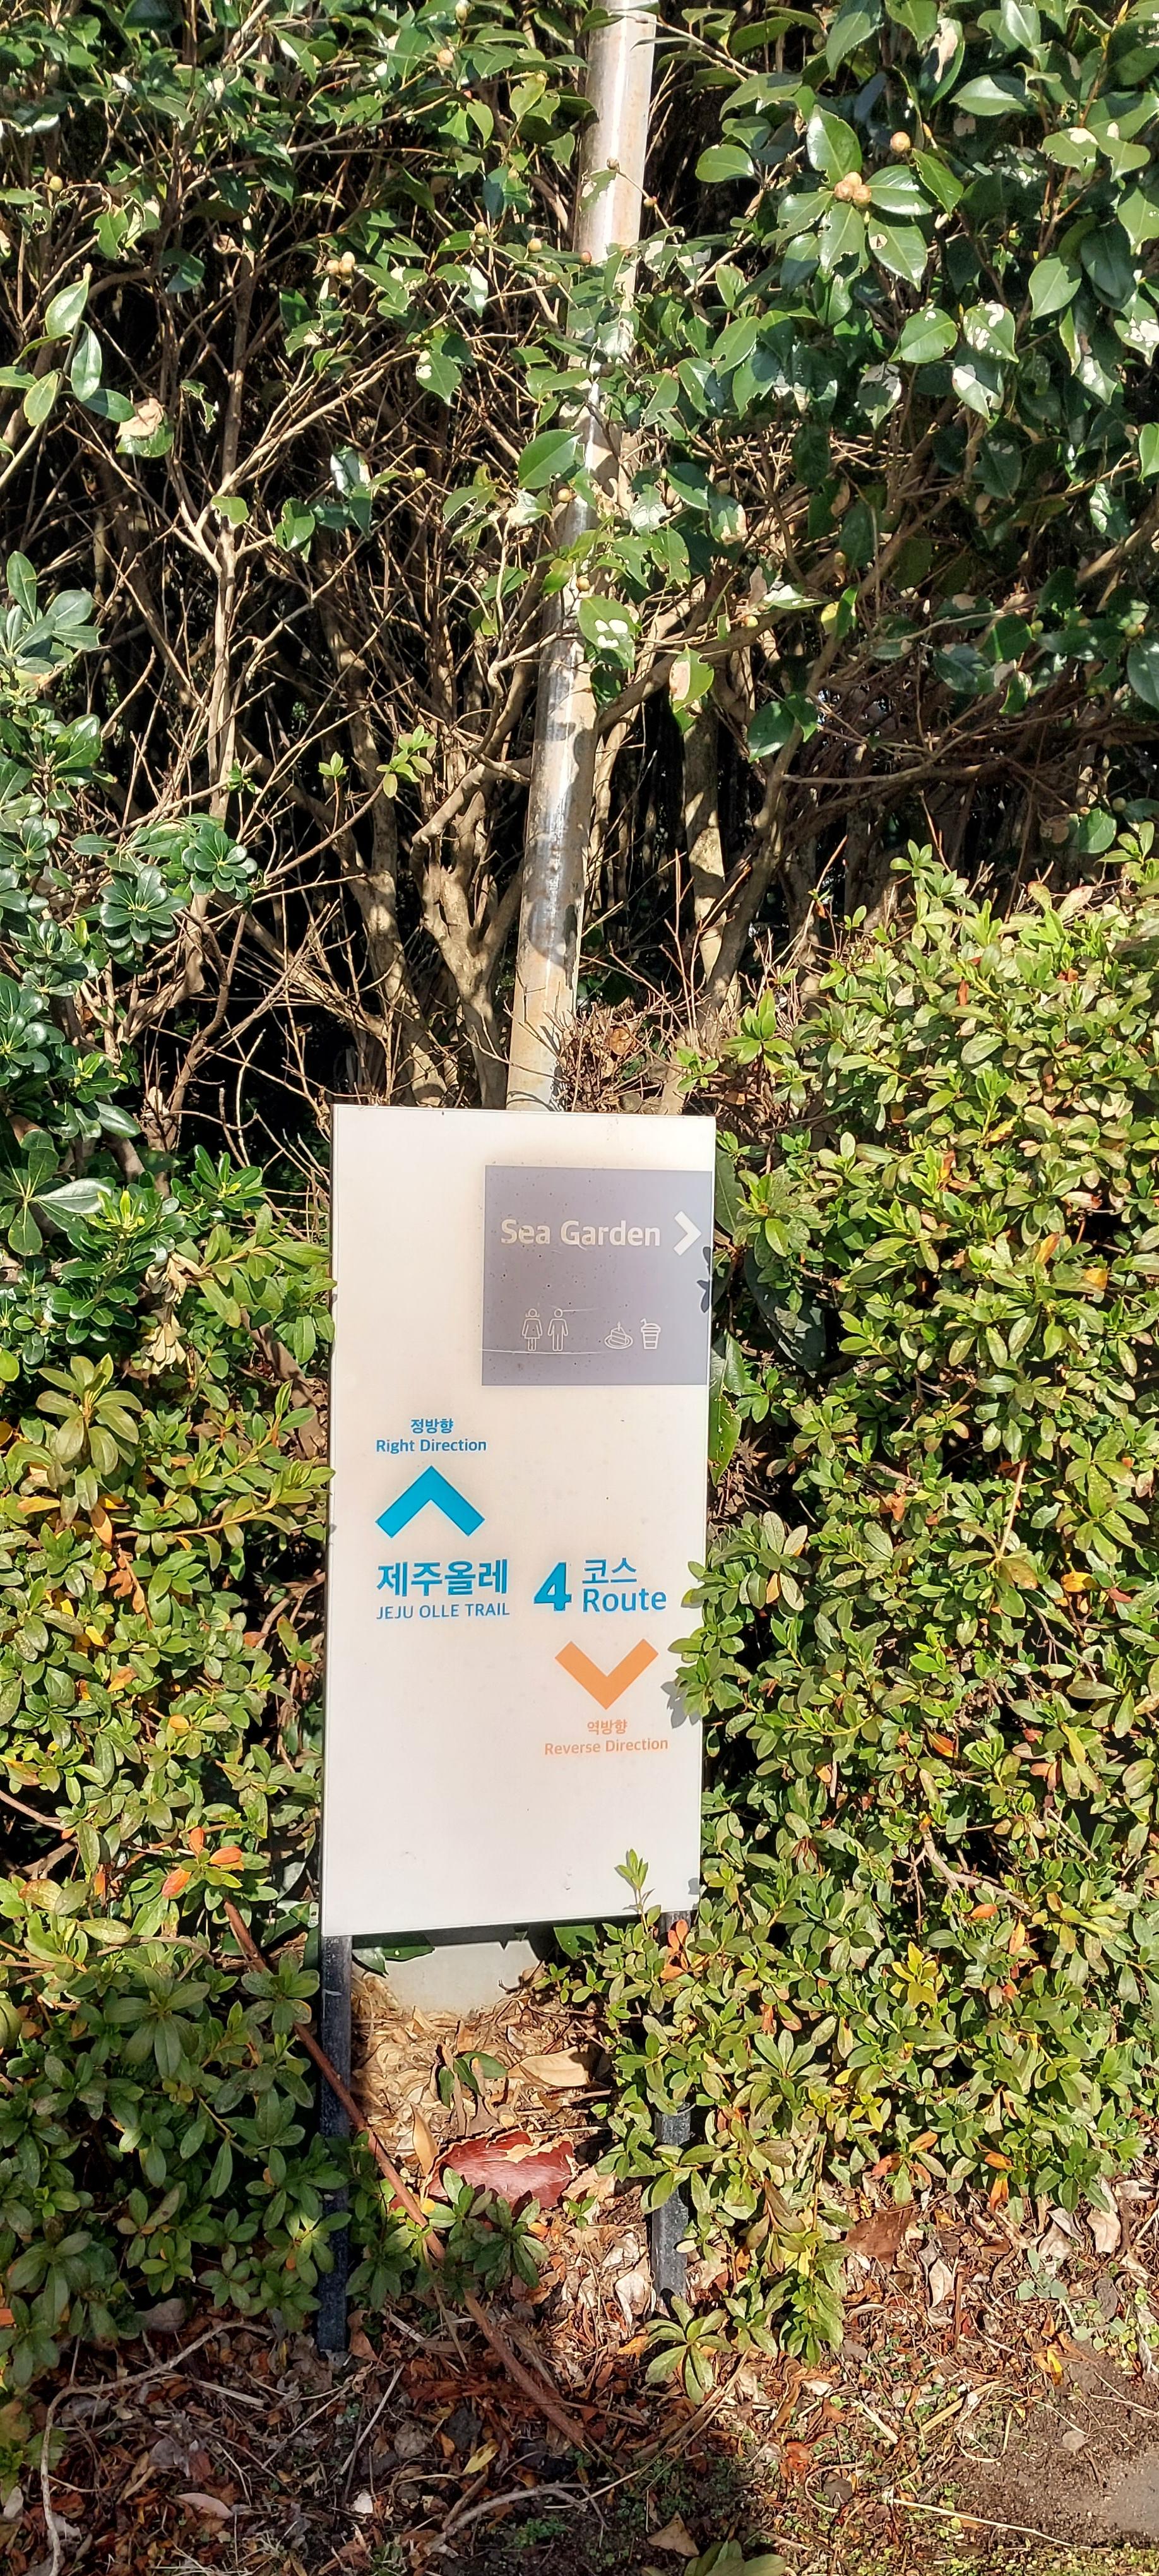 Sea Garden
정방향
Right Direction
제주올레
JEJU OLLE TRAIL
4 코스
Route
역방향
Reverse Direction